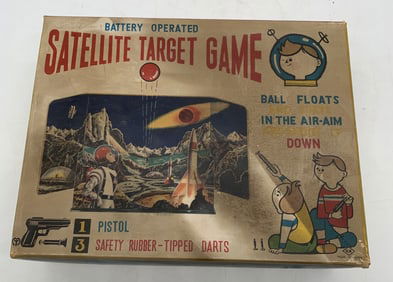 BATTERY OPERATED
SATELLITE TARGET GAME
BALL FLOATS
IN THE AIR-AIM
DOWN
1 PISTOL
3 SAFETY RUBBER-TIPPED DARTS